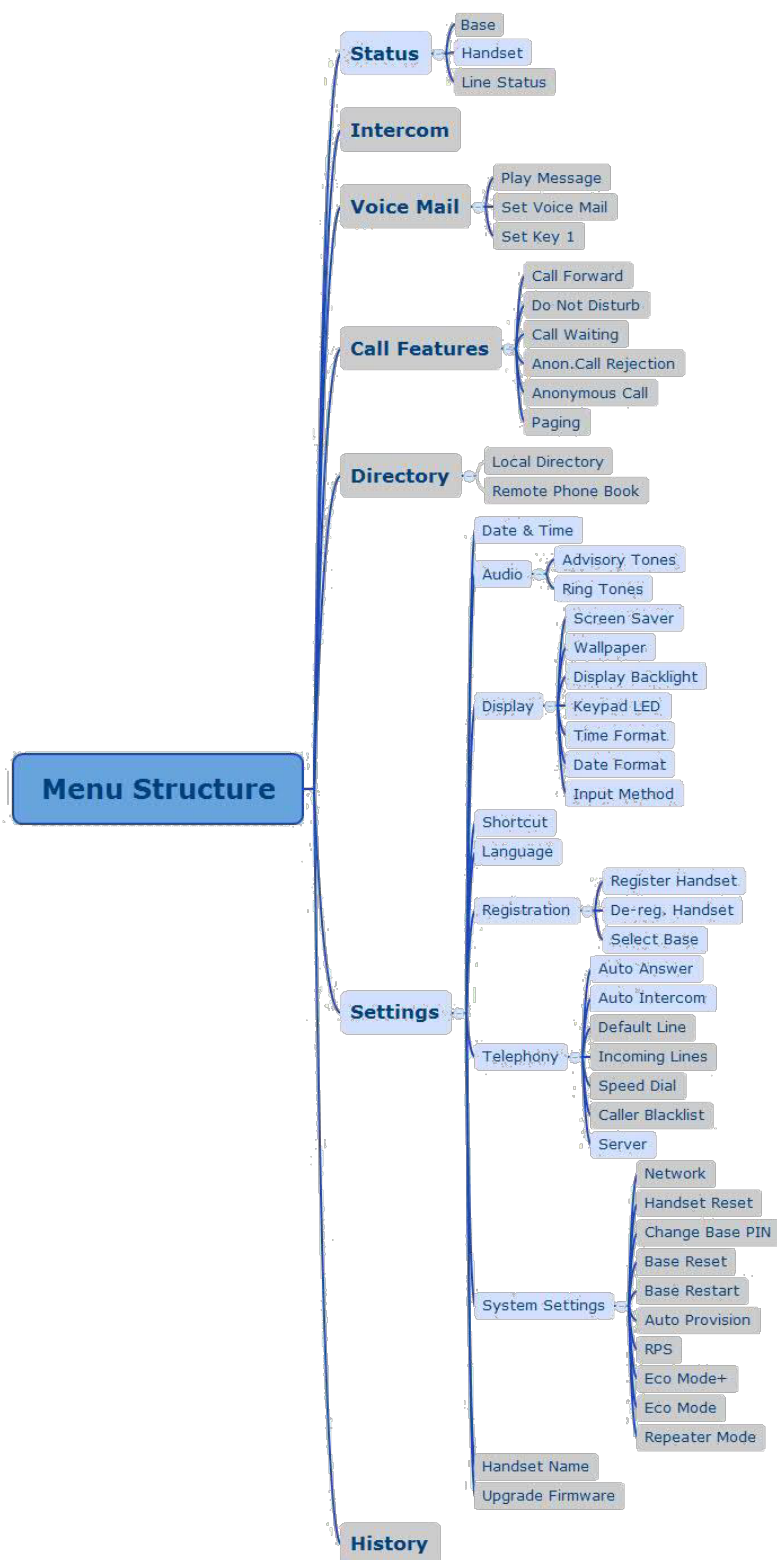 Menu Structure
Status
Base
Handset
Line Status
Intercom
Voice Mail
Play Message
Set Voice Mail
Set Key 1
Call Features
Call Forward
Do Not Disturb
Call Waiting
Anon.Call Rejection
Anonymous Call
Paging
Directory
Local Directory
Remote Phone Book
Settings
Date & Time
Audio
Advisory Tones
Ring Tones
Display
Screen Saver
Wallpaper
Display Backlight
Keypad LED
Time Format
Date Format
Input Method
Shortcut
Language
Registration
Register Handset
De-reg. Handset
Select Base
Telephony
Auto Answer
Auto Intercom
Default Line
Incoming Lines
Speed Dial
Caller Blacklist
Server
System Settings
Network
Handset Reset
Change Base PIN
Base Reset
Base Restart
Auto Provision
RPS
Eco Mode+
Eco Mode
Repeater Mode
Handset Name
Upgrade Firmware
History